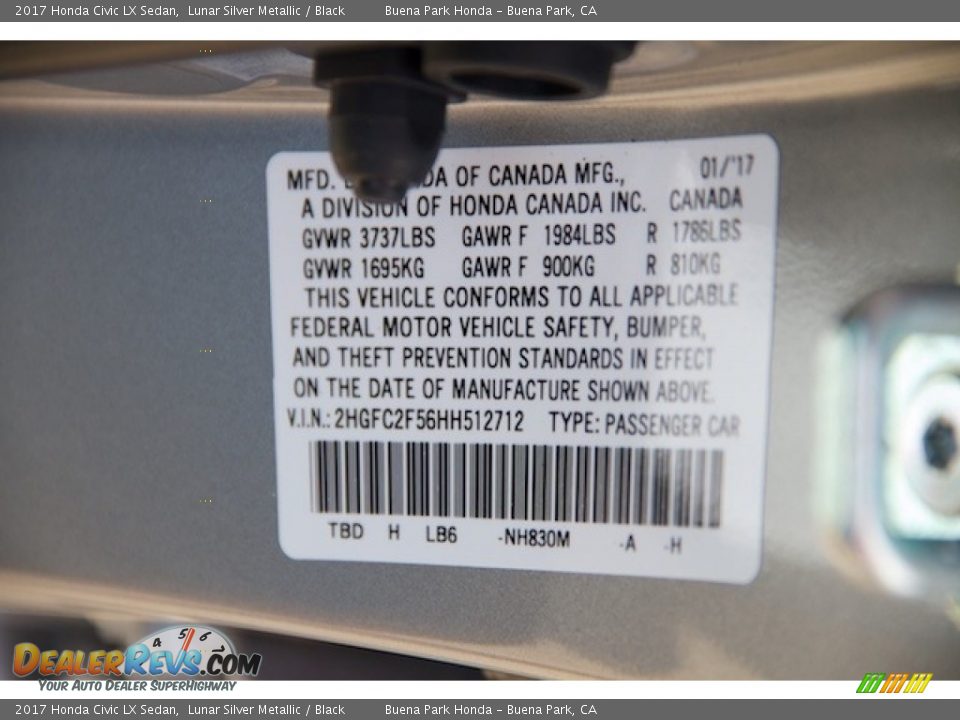 2017 Honda Civic LX Sedan, Lunar Silver Metallic / Black Buena Park Honda - Buena Park, CA
MFD. DA OF CANADA MFG., 01/'17
A DIVISION OF HONDA CANADA INC. CANADA
GVWR 3737LBS GAWR F 1984LBS R 1786LBS
GVWR 1695KG GAWR F 900KG R 810KG
THIS VEHICLE CONFORMS TO ALL APPLICABLE
FEDERAL MOTOR VEHICLE SAFETY, BUMPER,
AND THEFT PREVENTION STANDARDS IN EFFECT
ON THE DATE OF MANUFACTURE SHOWN ABOVE.
V.I.N.: 2HGFC2F56HH512712 TYPE: PASSENGER CAR
TBD H LB6 -NH830M -A -H
4 5 6
DEALERREVS.COM
YOUR AUTO DEALER SUPERHIGHWAY
2017 Honda Civic LX Sedan, Lunar Silver Metallic / Black Buena Park Honda - Buena Park, CA